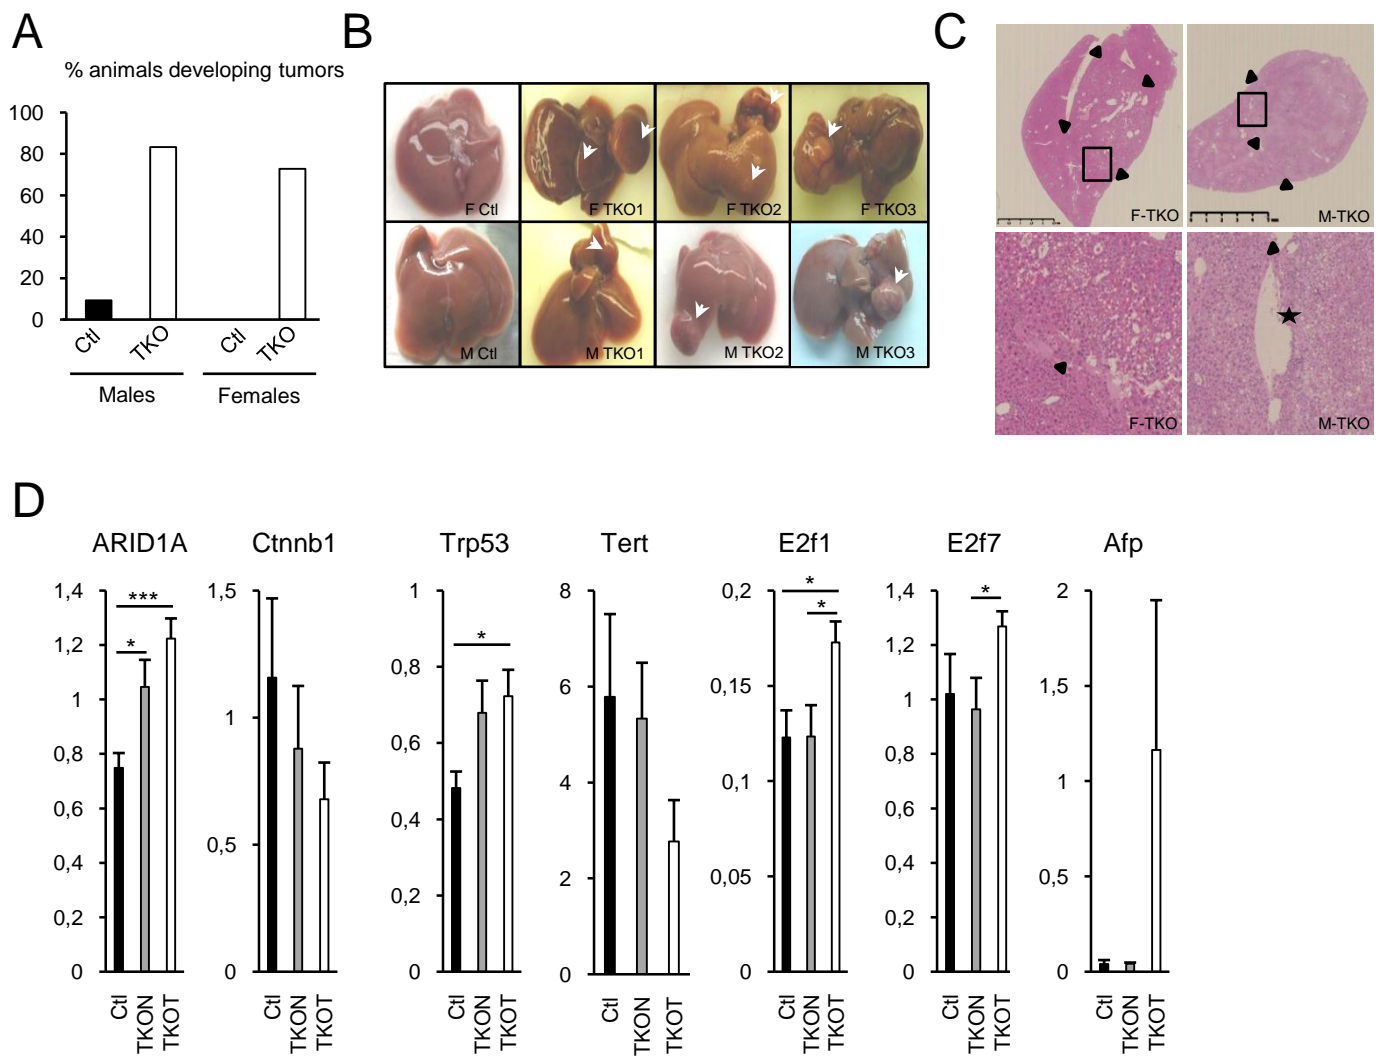 A
% animals developing tumors
100
80
60
40
20
0
Ctl
TKO
Ctl
TKO
Males
Females
B
F Ctl
F TKO1
F TKO2
F TKO3
M Ctl
M TKO1
M TKO2
M TKO3
C
F-TKO
M-TKO
F-TKO
M-TKO
D
ARID1A
1,4
1,2
1
0,8
0,6
0,4
0,2
0
***
*
Ctl
TKON
TKOT
Ctnnb1
1,5
1
0,5
0
Ctl
TKON
TKOT
Trp53
1
0,8
0,6
0,4
0,2
0
*
Ctl
TKON
TKOT
Tert
8
6
4
2
0
Ctl
TKON
TKOT
E2f1
0,2
0,15
0,1
0,05
0
*
*
Ctl
TKON
TKOT
E2f7
1,4
1,2
1
0,8
0,6
0,4
0,2
0
*
Ctl
TKON
TKOT
Afp
2
1,5
1
0,5
0
Ctl
TKON
TKOT